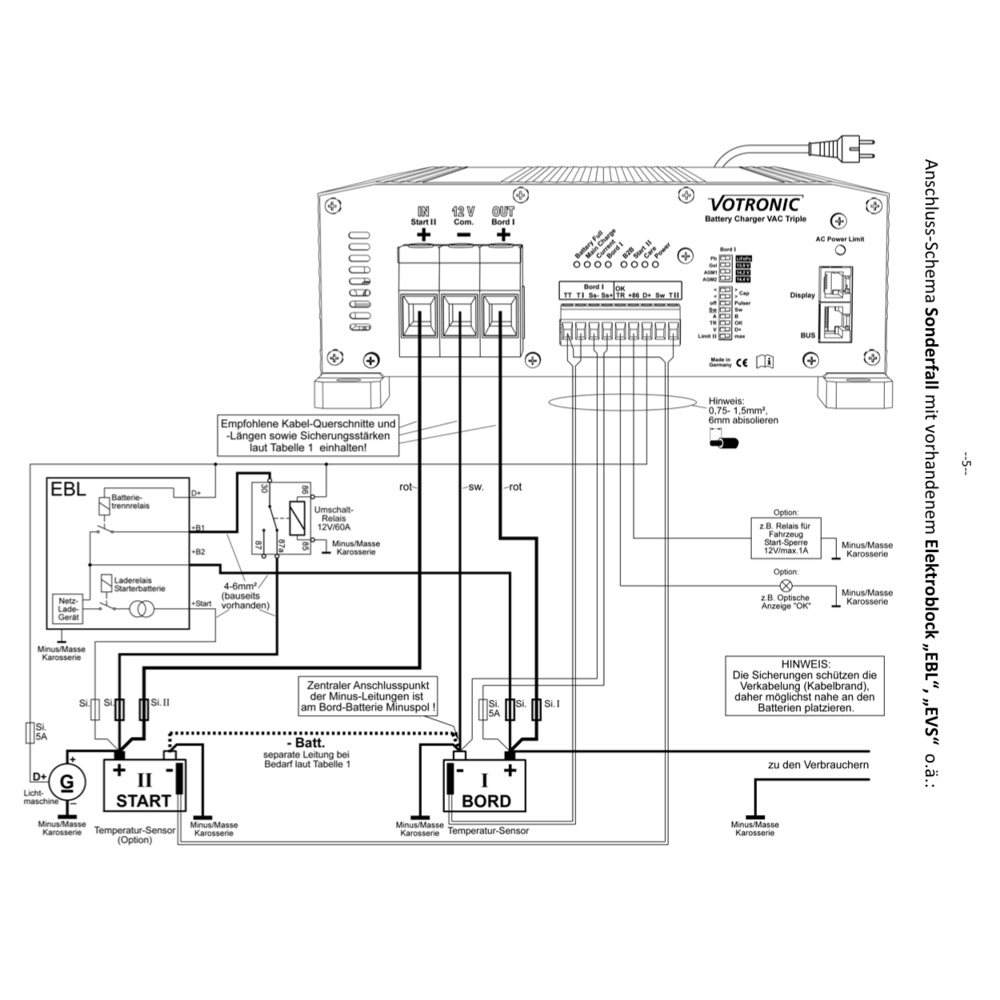 Anschluss-Schema Sonderfall mit vorhandenem Elektroblock „EBL“, „EVS“ o.ä.:
--5--
VOTRONIC
Battery Charger VAC Triple
IN
Start II
+
12 V
Com.
−
OUT
Bord I
+
Battery Full
Main Charge
Current
Bord I
B2B
Start II
Care
Power
AC Power Limit
Bord I
Pb
Gel
AGM1
AGM2
Cap
off Pulser
Sw Sw
A B
TR OK
V D+
Limit II max
Display
BUS
Made in
Germany
CE
i
Bord I OK
TT T I Ss- Ss+ TR +86 D+ Sw T II
Hinweis:
0,75- 1,5mm²,
6mm abisolieren
Empfohlene Kabel-Querschnitte und
-Längen sowie Sicherungsstärken
laut Tabelle 1 einhalten!
rot
sw.
rot
EBL
Batterie-
trennrelais
D+
+B1
+B2
Laderelais
Starterbatterie
+Start
Netz-
Lade-
Gerät
Minus/Masse
Karosserie
30
86
87
87a
85
Umschalt-
Relais
12V/60A
Minus/Masse
Karosserie
4-6mm²
(bauseits
vorhanden)
Option:
z.B. Relais für
Fahrzeug
Start-Sperre
12V/max.1A
Minus/Masse
Karosserie
Option:
z.B. Optische
Anzeige "OK"
Minus/Masse
Karosserie
HINWEIS:
Die Sicherungen schützen die
Verkabelung (Kabelbrand),
daher möglichst nahe an den
Batterien platzieren.
Zentraler Anschlusspunkt
der Minus-Leitungen ist
am Bord-Batterie Minuspol !
Si.
Si.
Si.II
Si.
5A
Si.
Si.I
Si.
5A
- Batt.
separate Leitung bei
Bedarf laut Tabelle 1
D+
G
+
−
Licht-
maschine
Minus/Masse
Karosserie
+ II -
START
Temperatur-Sensor
(Option)
Minus/Masse
Karosserie
- I +
BORD
Minus/Masse
Karosserie
Temperatur-Sensor
zu den Verbrauchern
Minus/Masse
Karosserie